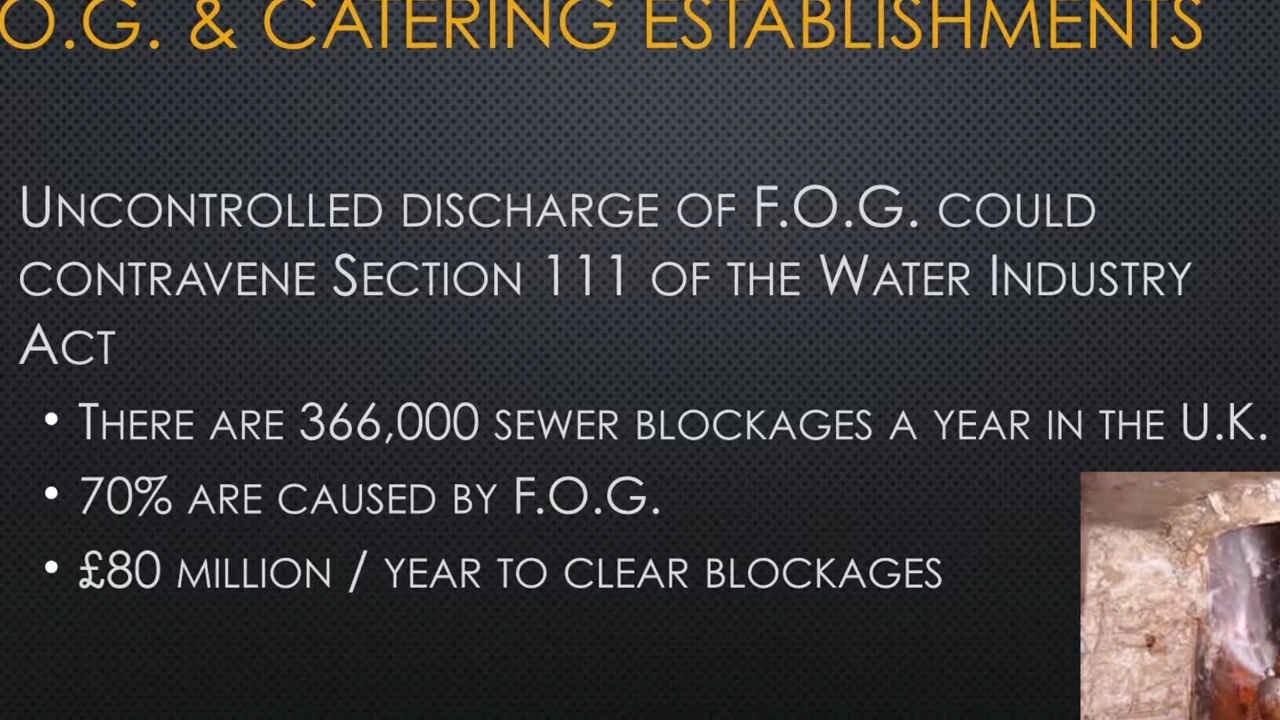 O.G. & CATERING ESTABLISHMENTS
UNCONTROLLED DISCHARGE OF F.O.G. COULD
CONTRAVENE SECTION 111 OF THE WATER INDUSTRY
ACT
• THERE ARE 366,000 SEWER BLOCKAGES A YEAR IN THE U.K.
• 70% ARE CAUSED BY F.O.G.
• £80 MILLION / YEAR TO CLEAR BLOCKAGES